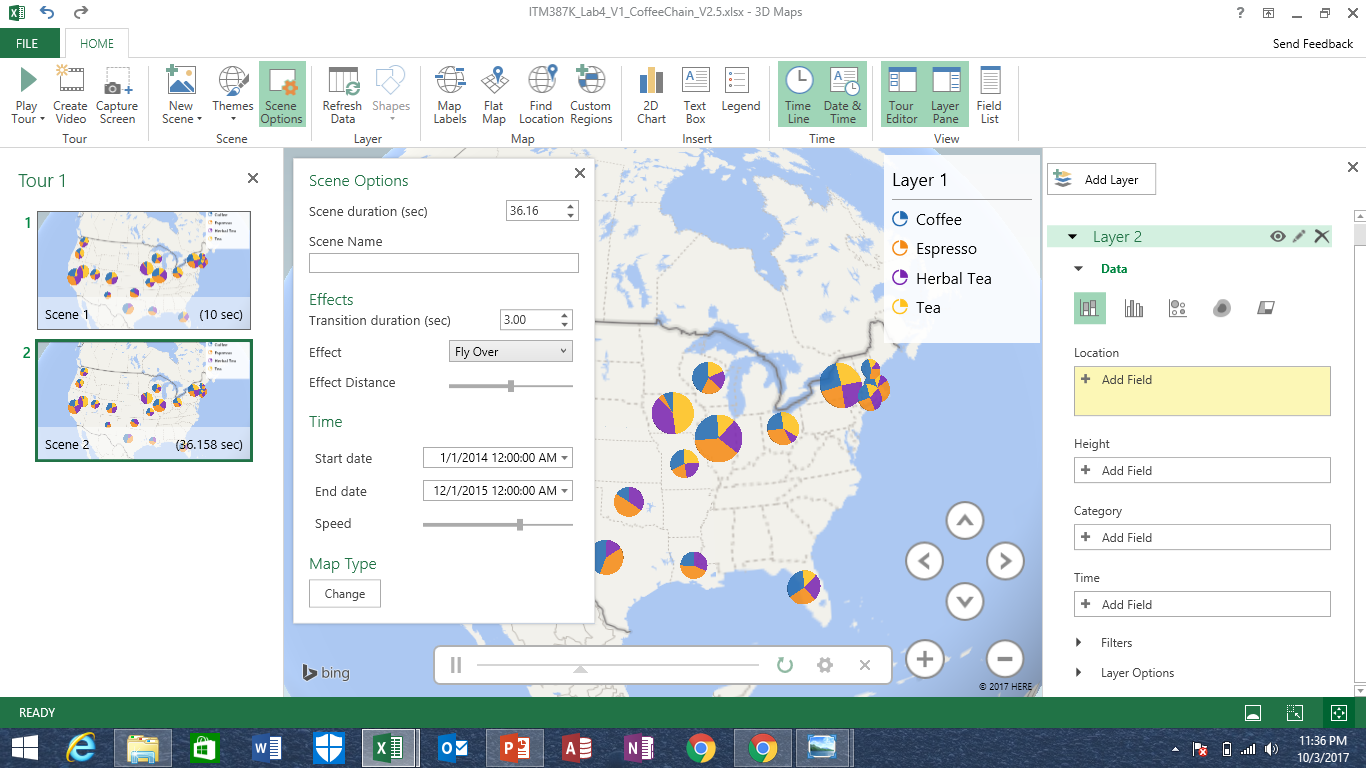 ITM387K_Lab4_V1_CoffeeChain_V2.5.xlsx - 3D Maps
FILE
HOME
Send Feedback
Play Tour
Create Video
Capture Screen
New Scene
Themes
Scene Options
Refresh Data
Shapes
Map Labels
Flat Map
Find Location
Custom Regions
2D Chart
Text Box
Legend
Time Line
Date & Time
Tour Editor
Layer Pane
Field List
Tour
Scene
Layer
Map
Insert
Time
View
Tour 1
1
Scene 1
(10 sec)
2
Scene 2
(36.158 sec)
Scene Options
Scene duration (sec)
36.16
Scene Name
Effects
Transition duration (sec)
3.00
Effect
Fly Over
Effect Distance
Time
Start date
1/1/2014 12:00:00 AM
End date
12/1/2015 12:00:00 AM
Speed
Map Type
Change
Layer 1
Coffee
Espresso
Herbal Tea
Tea
bing
© 2017 HERE
Add Layer
Layer 2
Data
Location
Add Field
Height
Add Field
Category
Add Field
Time
Add Field
Filters
Layer Options
READY
11:36 PM
10/3/2017